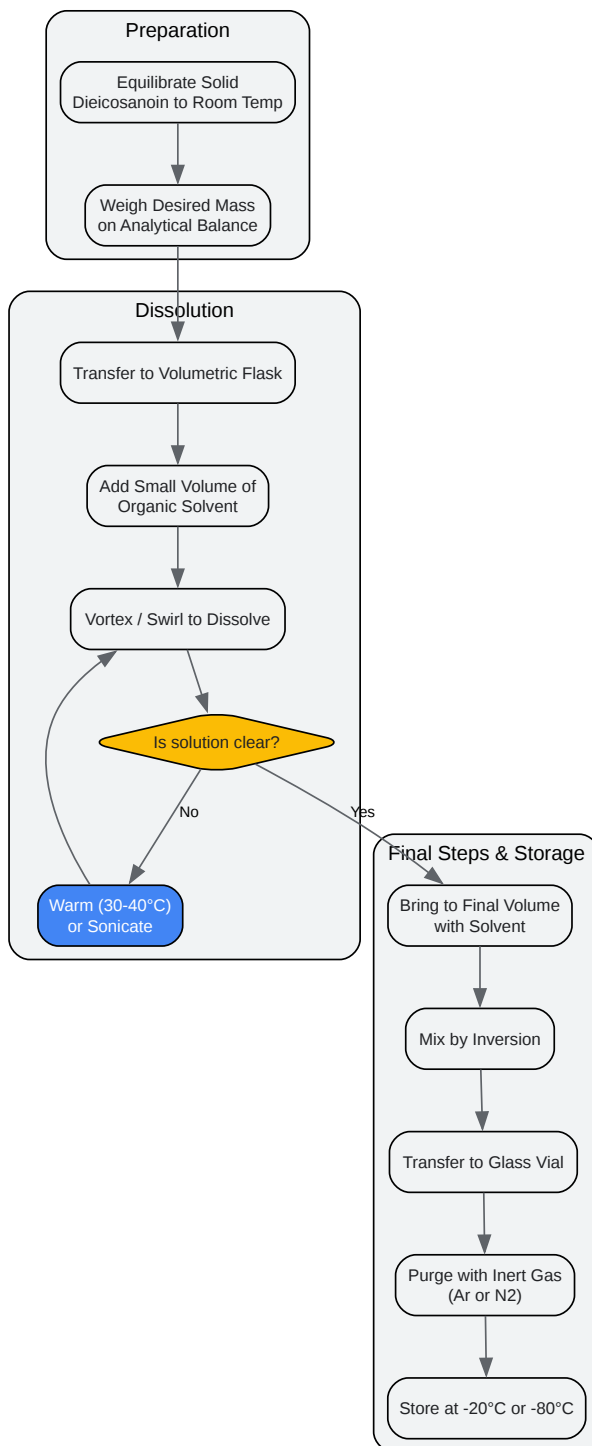 Preparation
Equilibrate Solid
Dieicosanoin to Room Temp
Weigh Desired Mass
on Analytical Balance
Dissolution
Transfer to Volumetric Flask
Add Small Volume of
Organic Solvent
Vortex / Swirl to Dissolve
Is solution clear?
No
Yes
Warm (30-40°C)
or Sonicate
Final Steps & Storage
Bring to Final Volume
with Solvent
Mix by Inversion
Transfer to Glass Vial
Purge with Inert Gas
(Ar or N2)
Store at -20°C or -80°C